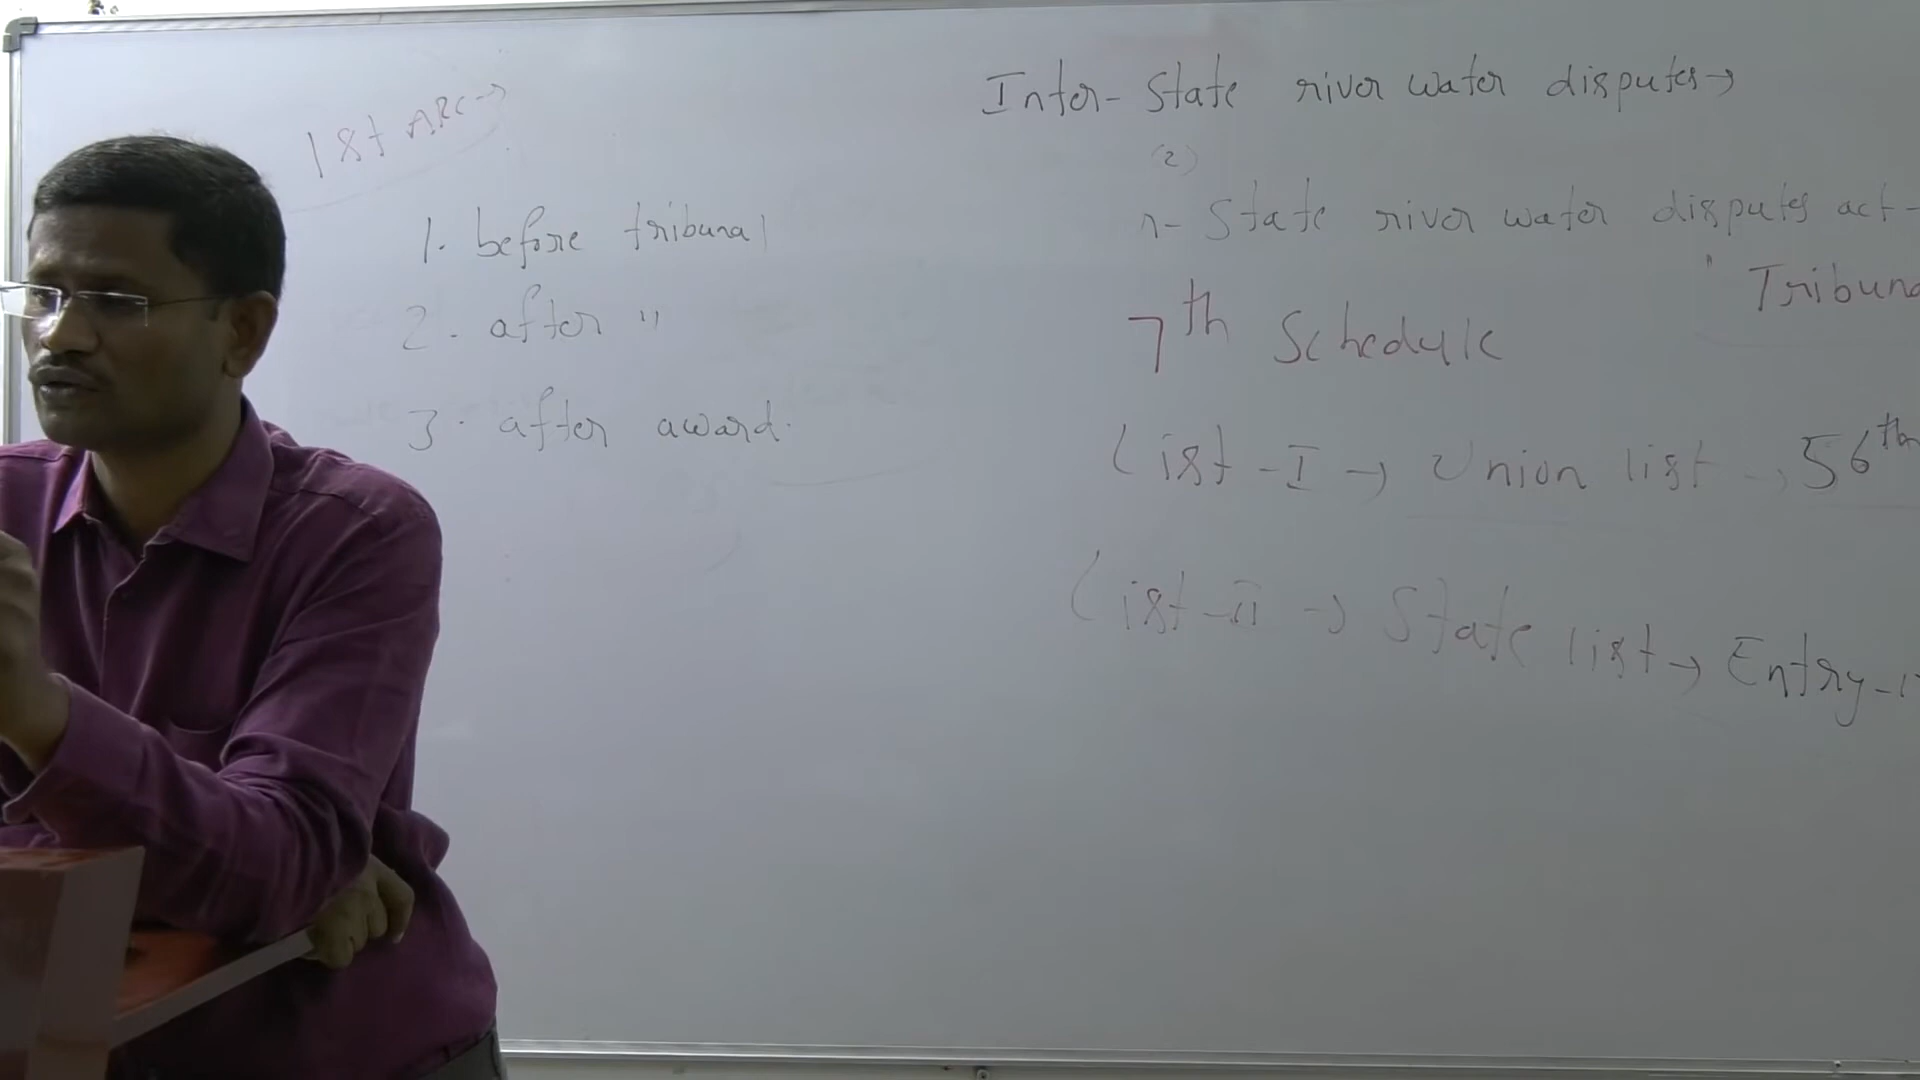 1st ARC→
1. before tribunal
2. after "
3. after award.
Inter-State river water disputes→
(2)
r-State river water disputes act-
" Tribuna
7th Schedule
List-I → Union list → 56th
List-II → State list → Entry-1